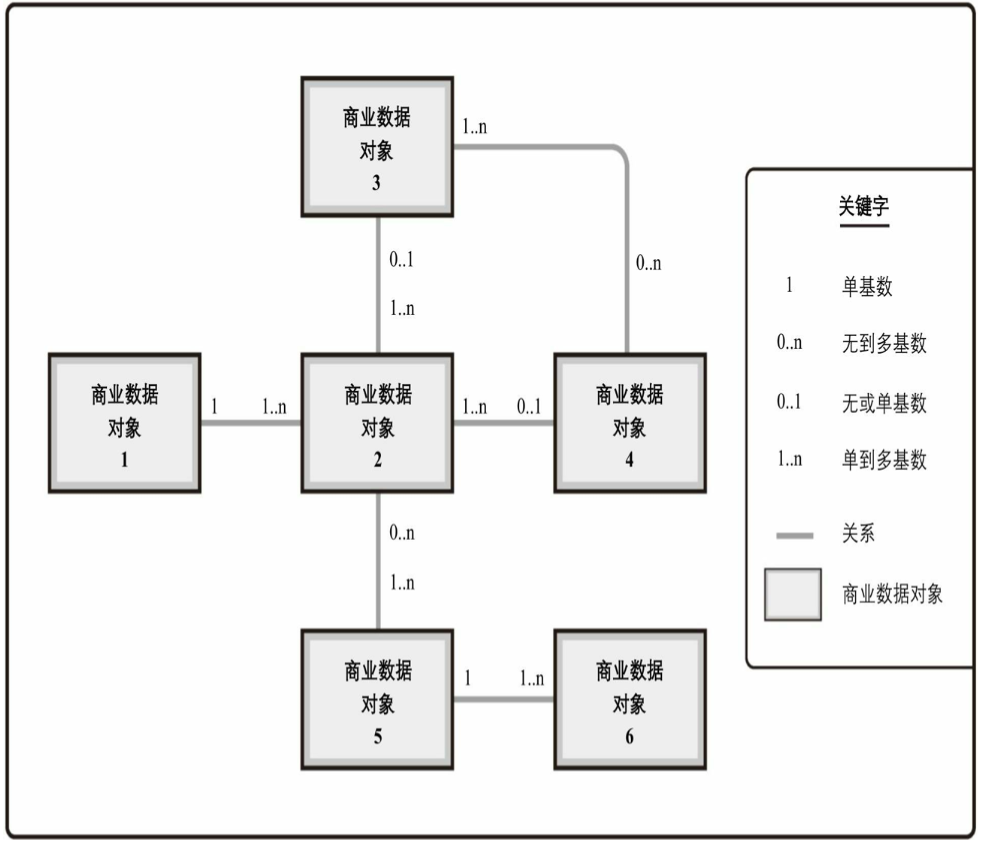 商业数据
对象
3
1..n
0..1
1..n
0..n
商业数据
对象
1
1
1..n
商业数据
对象
2
1..n
0..1
商业数据
对象
4
0..n
1..n
商业数据
对象
5
1
1..n
商业数据
对象
6
关键字
1 单基数
0..n 无到多基数
0..1 无或单基数
1..n 单到多基数
关系
商业数据对象